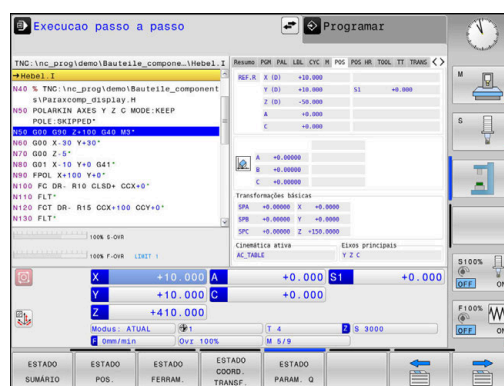 Execucao passo a passo
Programar
TNC:\nc_prog\demo\Bauteile_compone…\Hebel.I
→Hebel.I
N40 % TNC:\nc_prog\demo\Bauteile_component
s\Paraxcomp_display.H
N50 POLARKIN AXES Y Z C MODE:KEEP
POLE:SKIPPED*
N50 G00 G90 Z+100 G40 M3*
N60 G00 X-30 Y+30*
N70 G00 Z-5*
N80 G01 X-10 Y+0 G41*
N90 FPOL X+100 Y+0*
N100 FC DR- R10 CLSD+ CCX+0*
N110 FLT*
N120 FCT DR- R15 CCX+100 CCY+0*
N130 FLT*
100% S-OVR
100% F-OVR LIMIT 1
Resumo PGM PAL LBL CYC M POS POS HR TOOL TT TRANS
REF.R X (D) +10.000
Y (D) +10.000 S1 +0.000
Z (D) -50.000
A +0.000
C +0.000
A +0.00000
B +0.00000
C +0.00000
Transformações básicas
SPA +0.00000 X +0.0000
SPB +0.00000 Y +0.0000
SPC +0.00000 Z +150.0000
Cinemática ativa Eixos principais
AC_TABLE Y Z C
X +10.000 A +0.000 S1 +0.000
Y +10.000 C +0.000
Z +410.000
Modus: ATUAL 1 T 4 Z S 3000
F 0mm/min Ovr 100% M 5/9
M
S
S100%
OFF ON
F100%
OFF ON
ESTADO
SUMÁRIO
ESTADO
POS.
ESTADO
FERRAM.
ESTADO
COORD.
TRANSF.
ESTADO
PARAM. Q